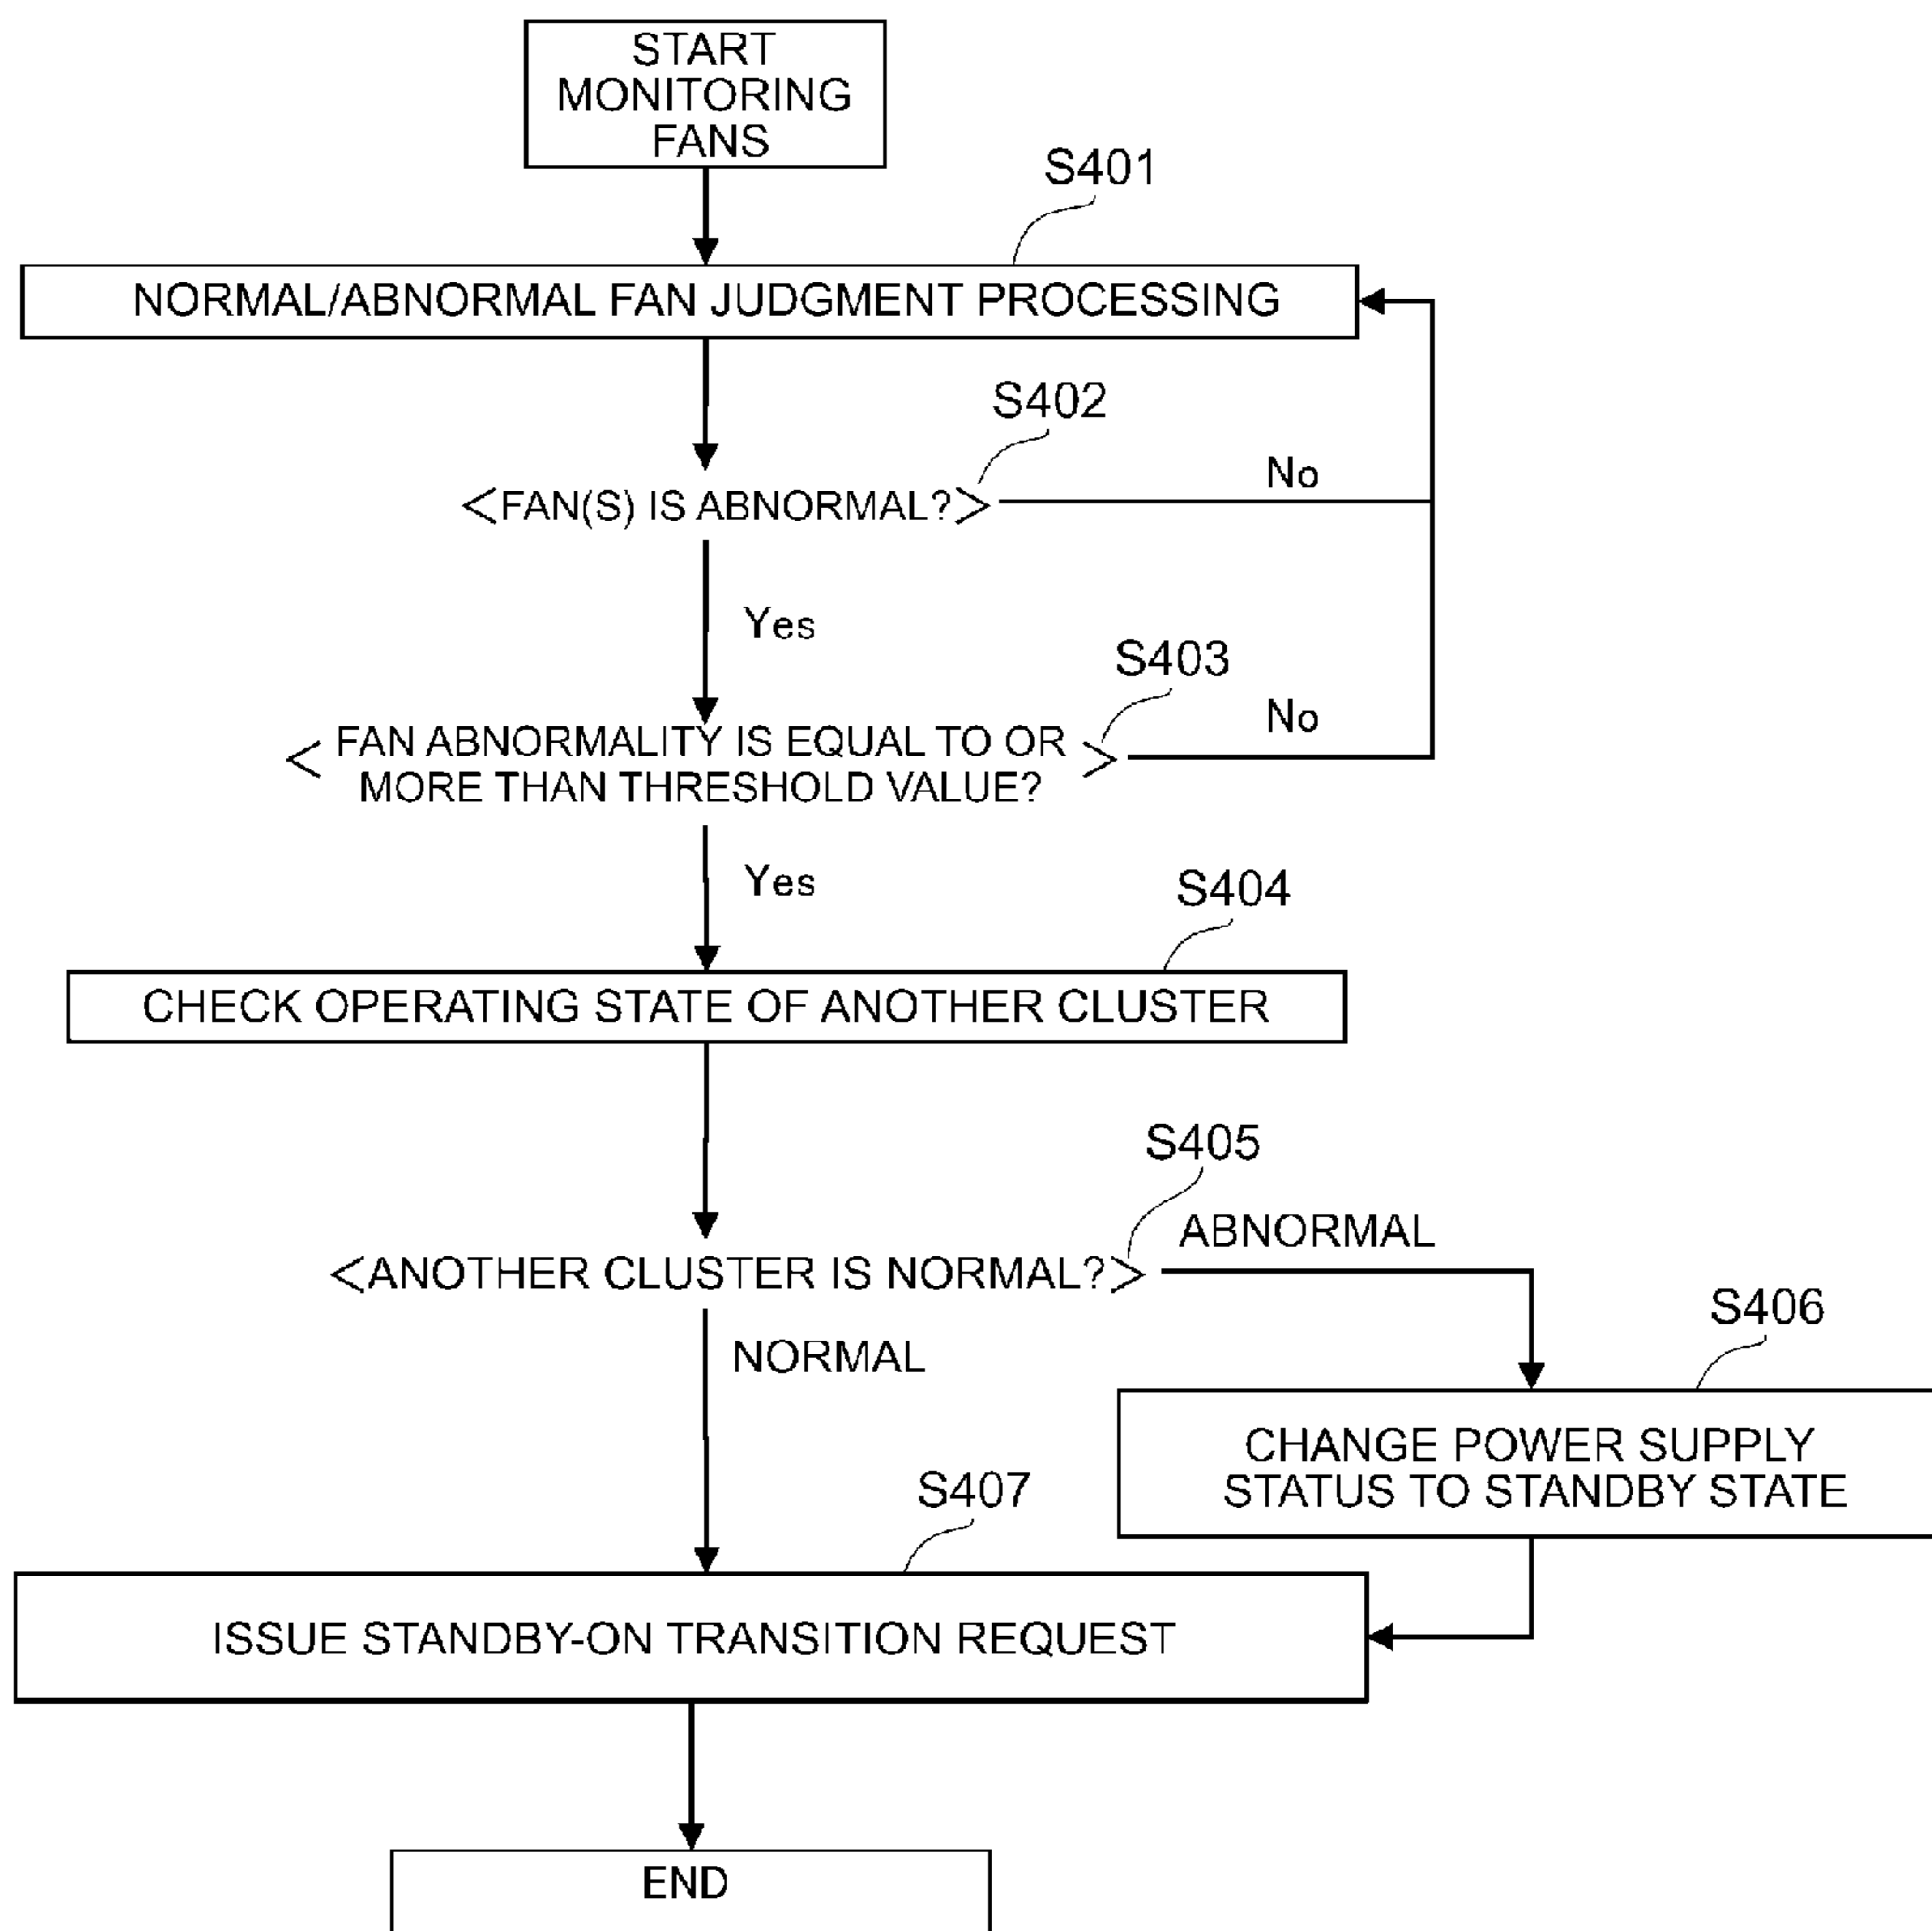 START
MONITORING
FANS
S401
NORMAL/ABNORMAL FAN JUDGMENT PROCESSING
S402
<FAN(S) IS ABNORMAL?>
No
Yes
S403
< FAN ABNORMALITY IS EQUAL TO OR >
MORE THAN THRESHOLD VALUE?
No
Yes
S404
CHECK OPERATING STATE OF ANOTHER CLUSTER
S405
<ANOTHER CLUSTER IS NORMAL?>
ABNORMAL
NORMAL
S406
CHANGE POWER SUPPLY
STATUS TO STANDBY STATE
S407
ISSUE STANDBY-ON TRANSITION REQUEST
END